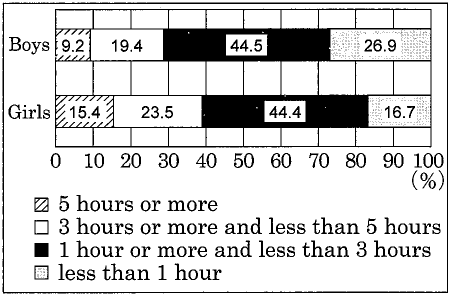 Boys 9.2 19.4 44.5 26.9
Girls 15.4 23.5 44.4 16.7
0 10 20 30 40 50 60 70 80 90 100
(%)
5 hours or more
3 hours or more and less than 5 hours
1 hour or more and less than 3 hours
less than 1 hour